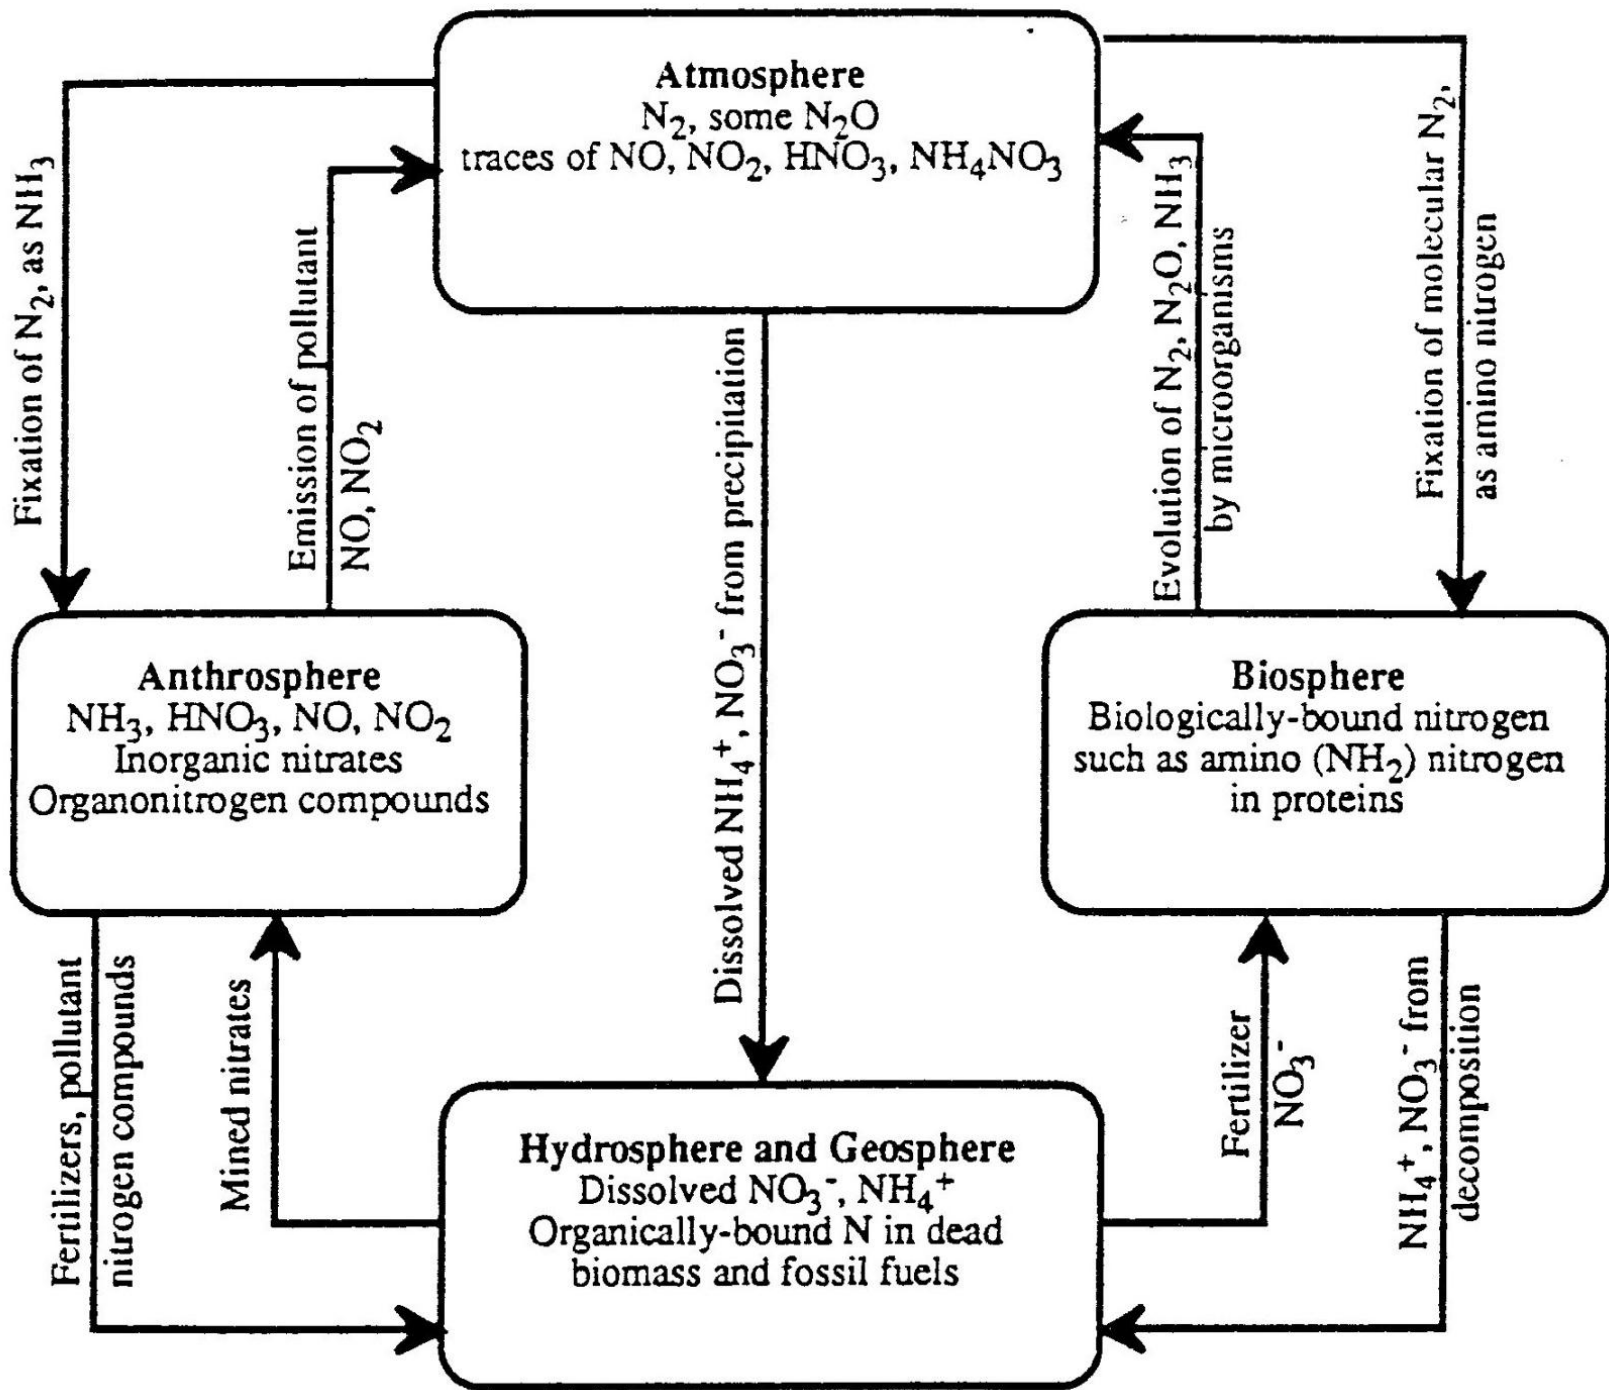 Atmosphere
N₂, some N₂O
traces of NO, NO₂, HNO₃, NH₄NO₃
Fixation of N₂, as NH₃
Emission of pollutant
NO, NO₂
Dissolved NH₄⁺, NO₃⁻ from precipitation
Evolution of N₂, N₂O, NH₃
by microorganisms
Fixation of molecular N₂,
as amino nitrogen
Anthrosphere
NH₃, HNO₃, NO, NO₂
Inorganic nitrates
Organonitrogen compounds
Biosphere
Biologically-bound nitrogen
such as amino (NH₂) nitrogen
in proteins
Fertilizers, pollutant
nitrogen compounds
Mined nitrates
Fertilizer
NO₃⁻
NH₄⁺, NO₃⁻ from
decomposition
Hydrosphere and Geosphere
Dissolved NO₃⁻, NH₄⁺
Organically-bound N in dead
biomass and fossil fuels